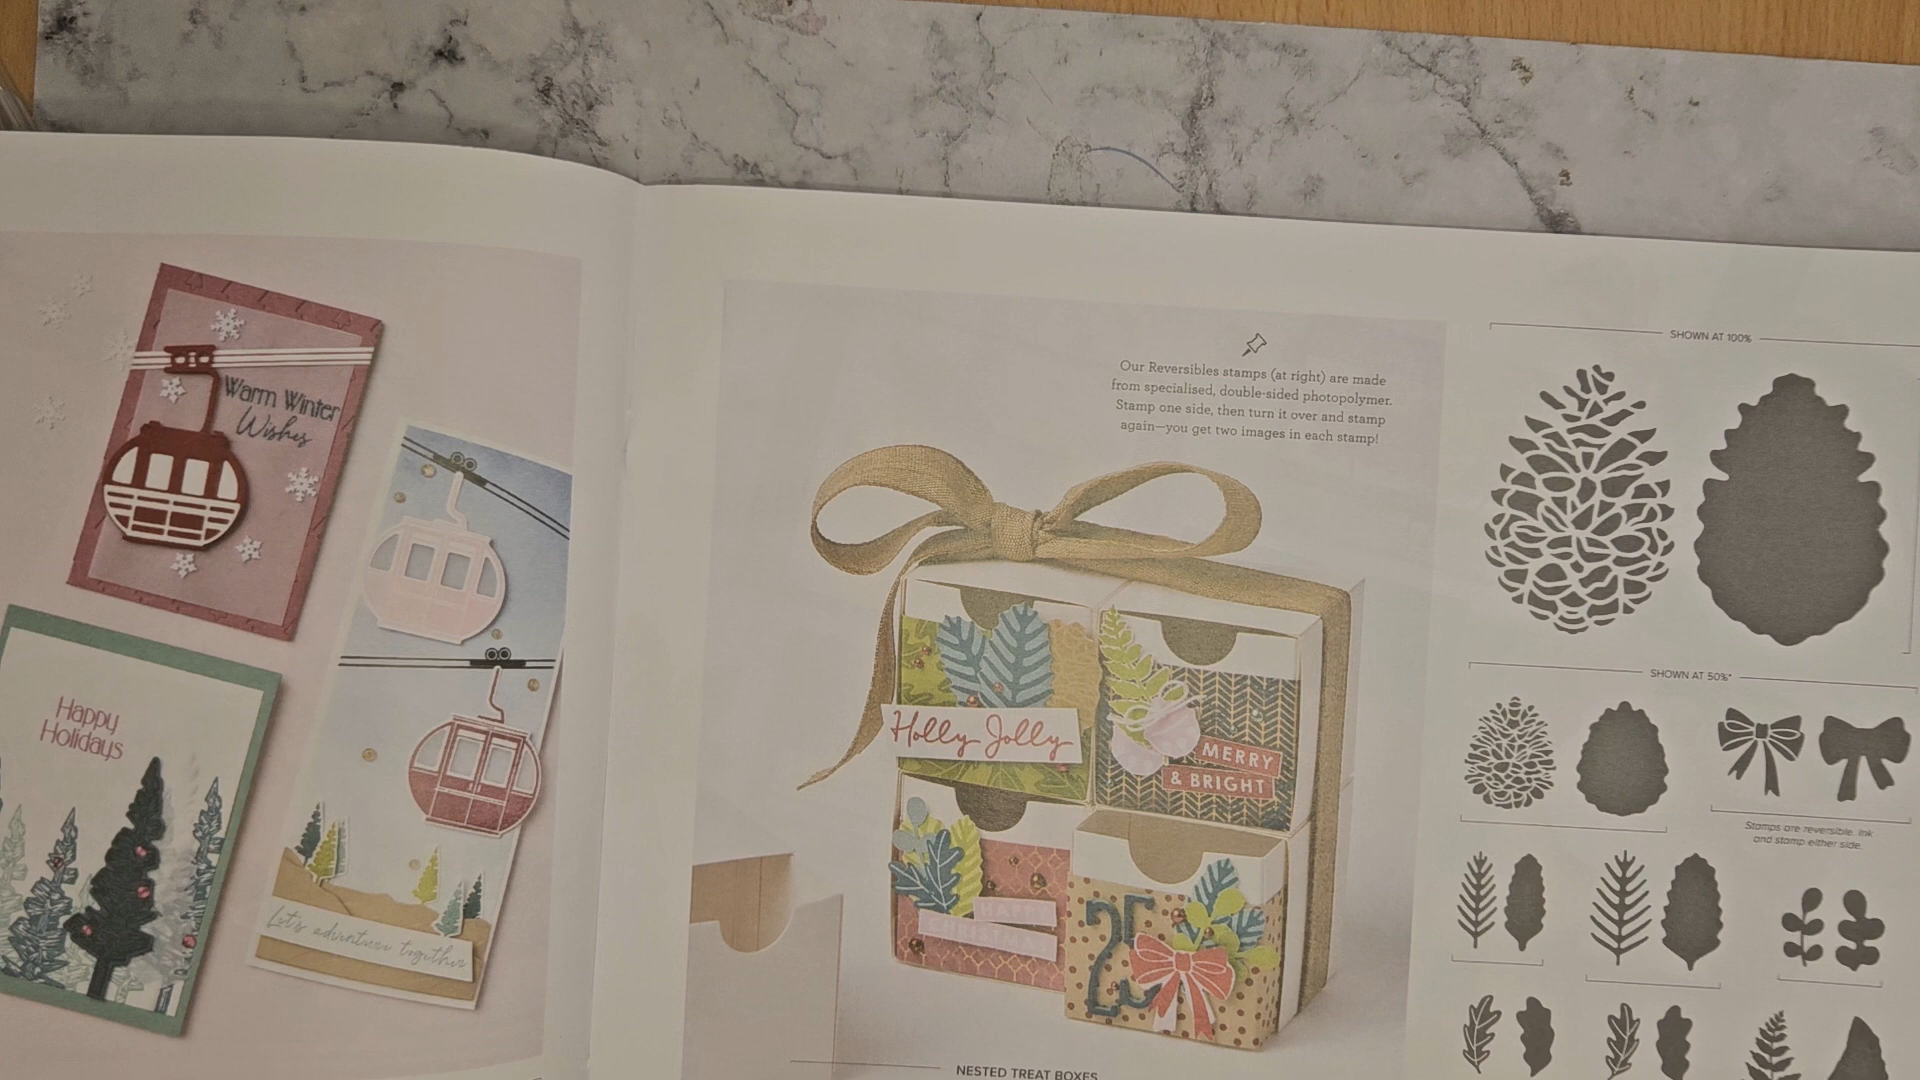 Warm Winter
Wishes
Happy
Holidays
Let's adventure together
Our Reversibles stamps (at right) are made
from specialised, double-sided photopolymer.
Stamp one side, then turn it over and stamp
again—you get two images in each stamp!
Holly Jolly
MERRY
& BRIGHT
HAPPY
CHRISTMAS
25
NESTED TREAT BOXES
SHOWN AT 100%
SHOWN AT 50%*
Stamps are reversible. Ink
and stamp either side.